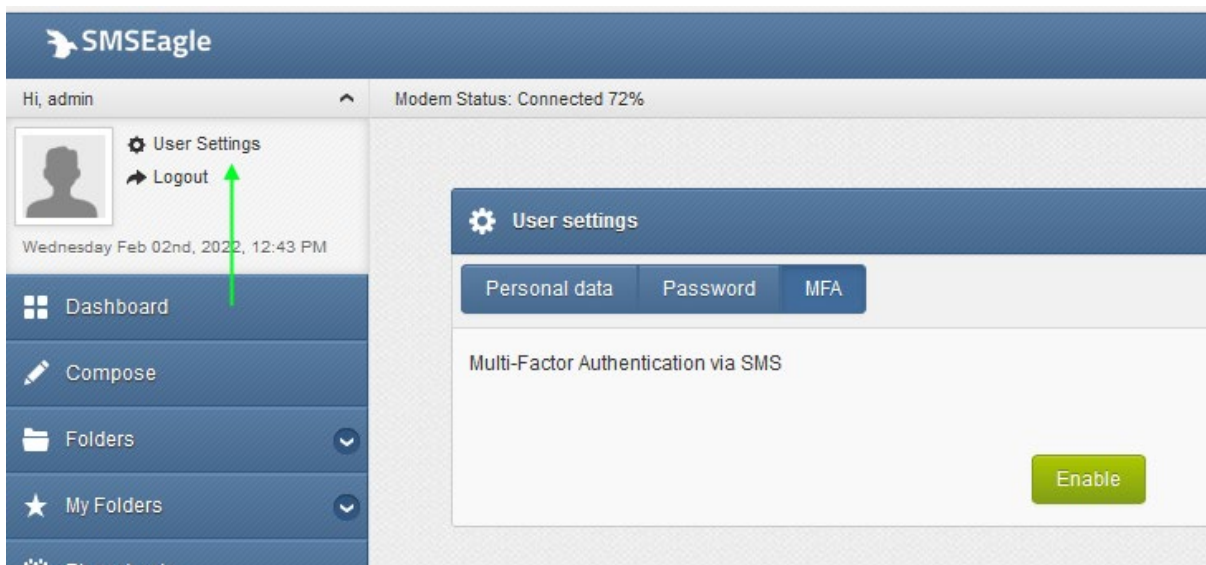 SMSEagle
Hi, admin
Modem Status: Connected 72%
User Settings
Logout
Wednesday Feb 02nd, 2022, 12:43 PM
User settings
Personal data Password MFA
Multi-Factor Authentication via SMS
Enable
Dashboard
Compose
Folders
My Folders